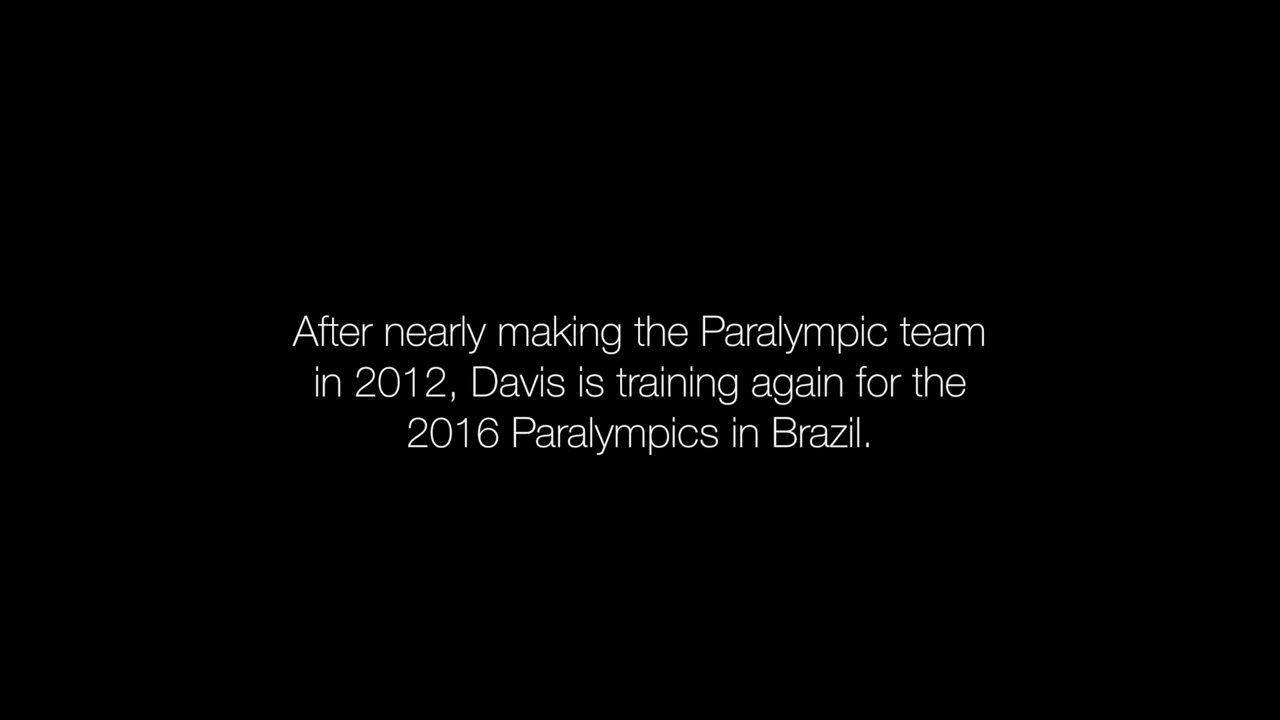 After nearly making the Paralympic team
in 2012, Davis is training again for the
2016 Paralympics in Brazil.